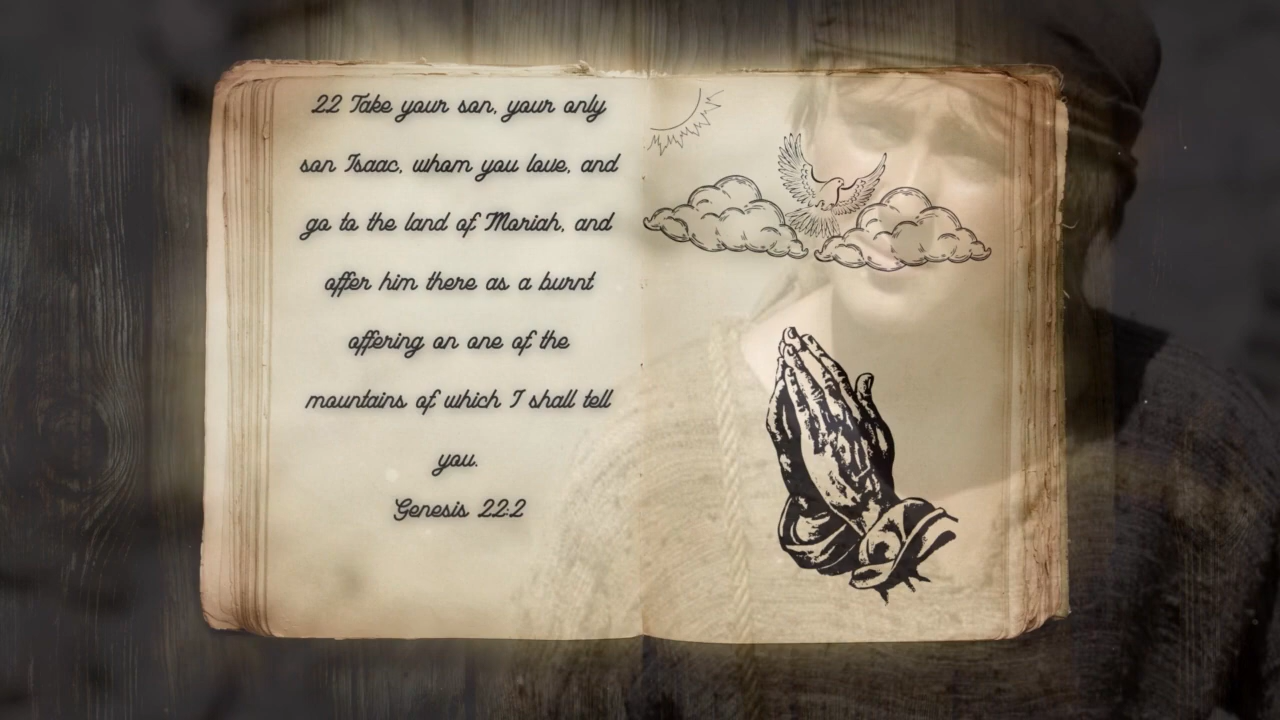 22 Take your son, your only
son Isaac, whom you love, and
go to the land of Moriah, and
offer him there as a burnt
offering on one of the
mountains of which I shall tell
you.
Genesis 22:2